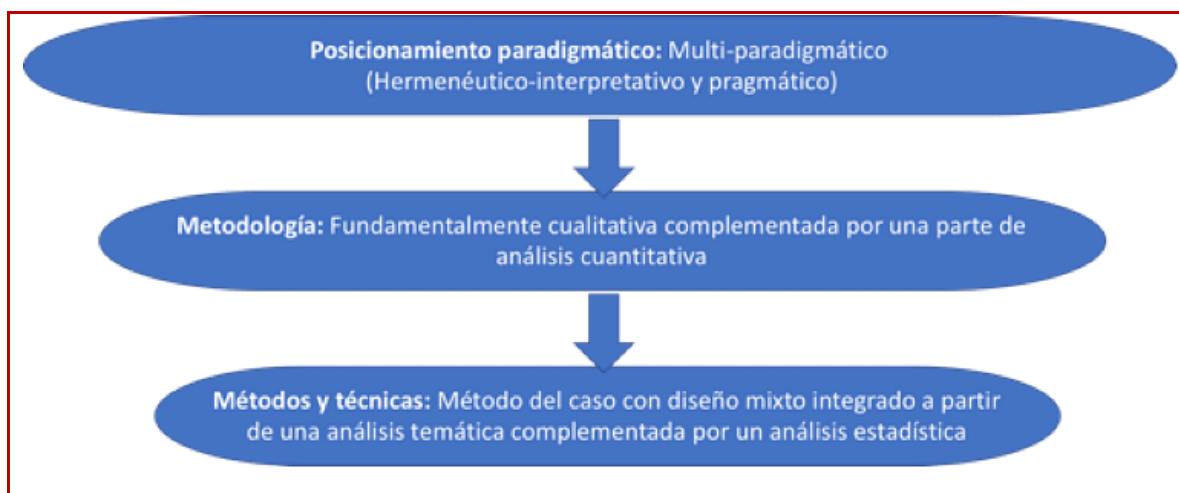 Posicionamiento paradigmático: Multi-paradigmático
(Hermenéutico-interpretativo y pragmático)
Metodología: Fundamentalmente cualitativa complementada por una parte de
análisis cuantitativa
Métodos y técnicas: Método del caso con diseño mixto integrado a partir
de una análisis temática complementada por un análisis estadística